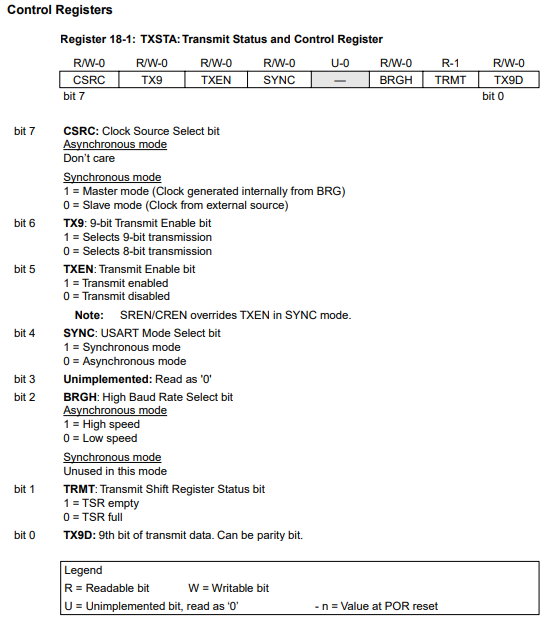 Control Registers
Register 18-1: TXSTA: Transmit Status and Control Register
R/W-0 R/W-0 R/W-0 R/W-0 U-0 R/W-0 R-1 R/W-0
CSRC TX9 TXEN SYNC — BRGH TRMT TX9D
bit 7 bit 0
bit 7 CSRC: Clock Source Select bit
Asynchronous mode
Don't care
Synchronous mode
1 = Master mode (Clock generated internally from BRG)
0 = Slave mode (Clock from external source)
bit 6 TX9: 9-bit Transmit Enable bit
1 = Selects 9-bit transmission
0 = Selects 8-bit transmission
bit 5 TXEN: Transmit Enable bit
1 = Transmit enabled
0 = Transmit disabled
Note: SREN/CREN overrides TXEN in SYNC mode.
bit 4 SYNC: USART Mode Select bit
1 = Synchronous mode
0 = Asynchronous mode
bit 3 Unimplemented: Read as '0'
bit 2 BRGH: High Baud Rate Select bit
Asynchronous mode
1 = High speed
0 = Low speed
Synchronous mode
Unused in this mode
bit 1 TRMT: Transmit Shift Register Status bit
1 = TSR empty
0 = TSR full
bit 0 TX9D: 9th bit of transmit data. Can be parity bit.
Legend
R = Readable bit W = Writable bit
U = Unimplemented bit, read as '0' - n = Value at POR reset